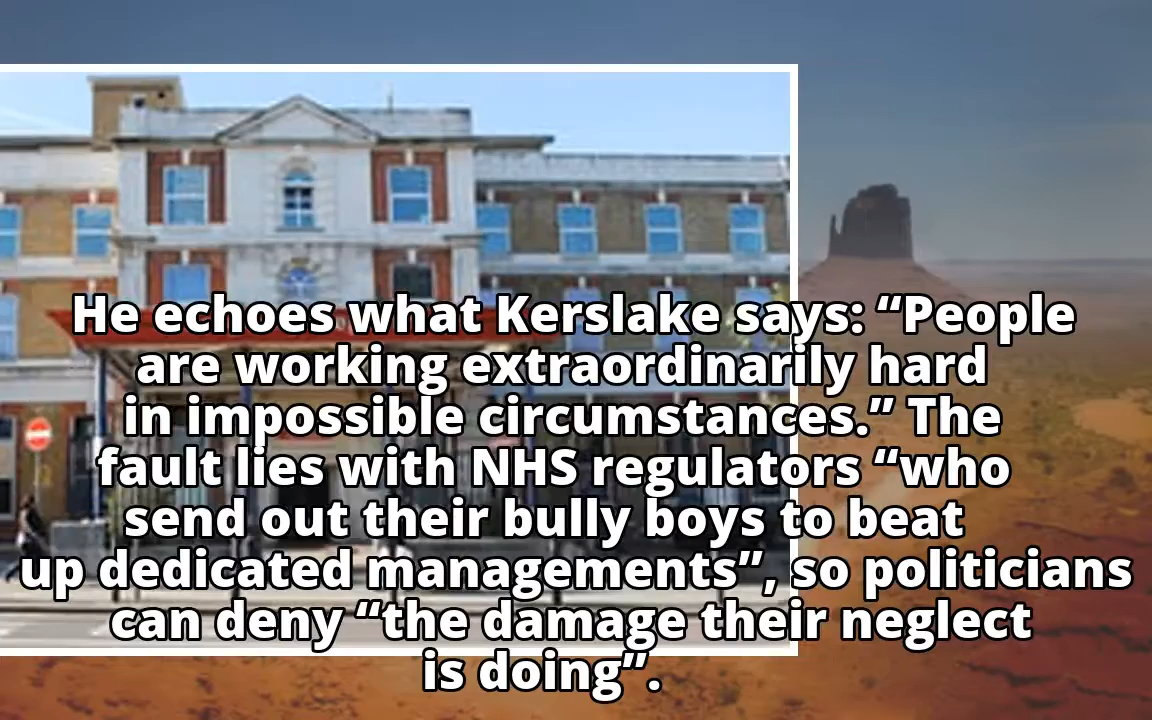 He echoes what Kerslake says: “People
are working extraordinarily hard
in impossible circumstances.” The
fault lies with NHS regulators “who
send out their bully boys to beat
up dedicated managements”, so politicians
can deny “the damage their neglect
is doing”.